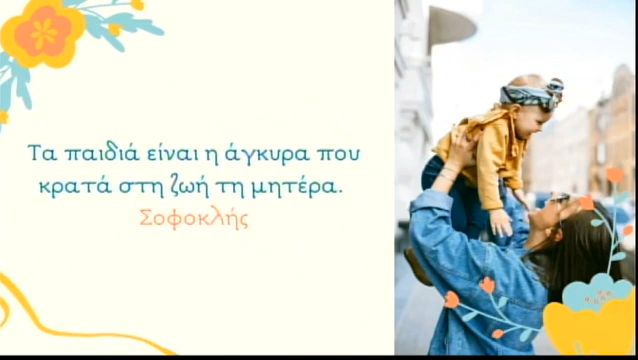 Τα παιδιά είναι η άγκυρα που
κρατά στη ζωή τη μητέρα.
Σοφοκλής